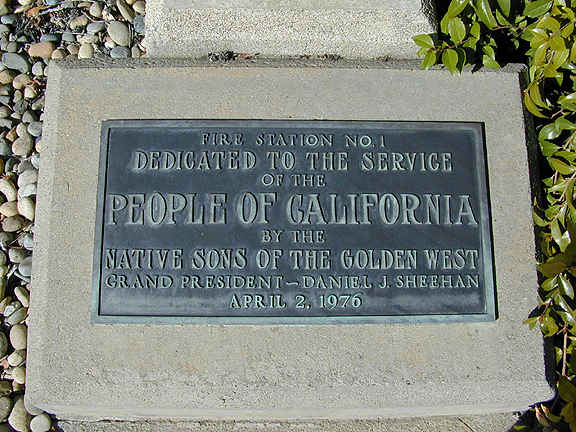 FIRE STATION NO. 1
DEDICATED TO THE SERVICE
OF THE
PEOPLE OF CALIFORNIA
BY THE
NATIVE SONS OF THE GOLDEN WEST
GRAND PRESIDENT - DANIEL J. SHEEHAN
APRIL 2, 1976